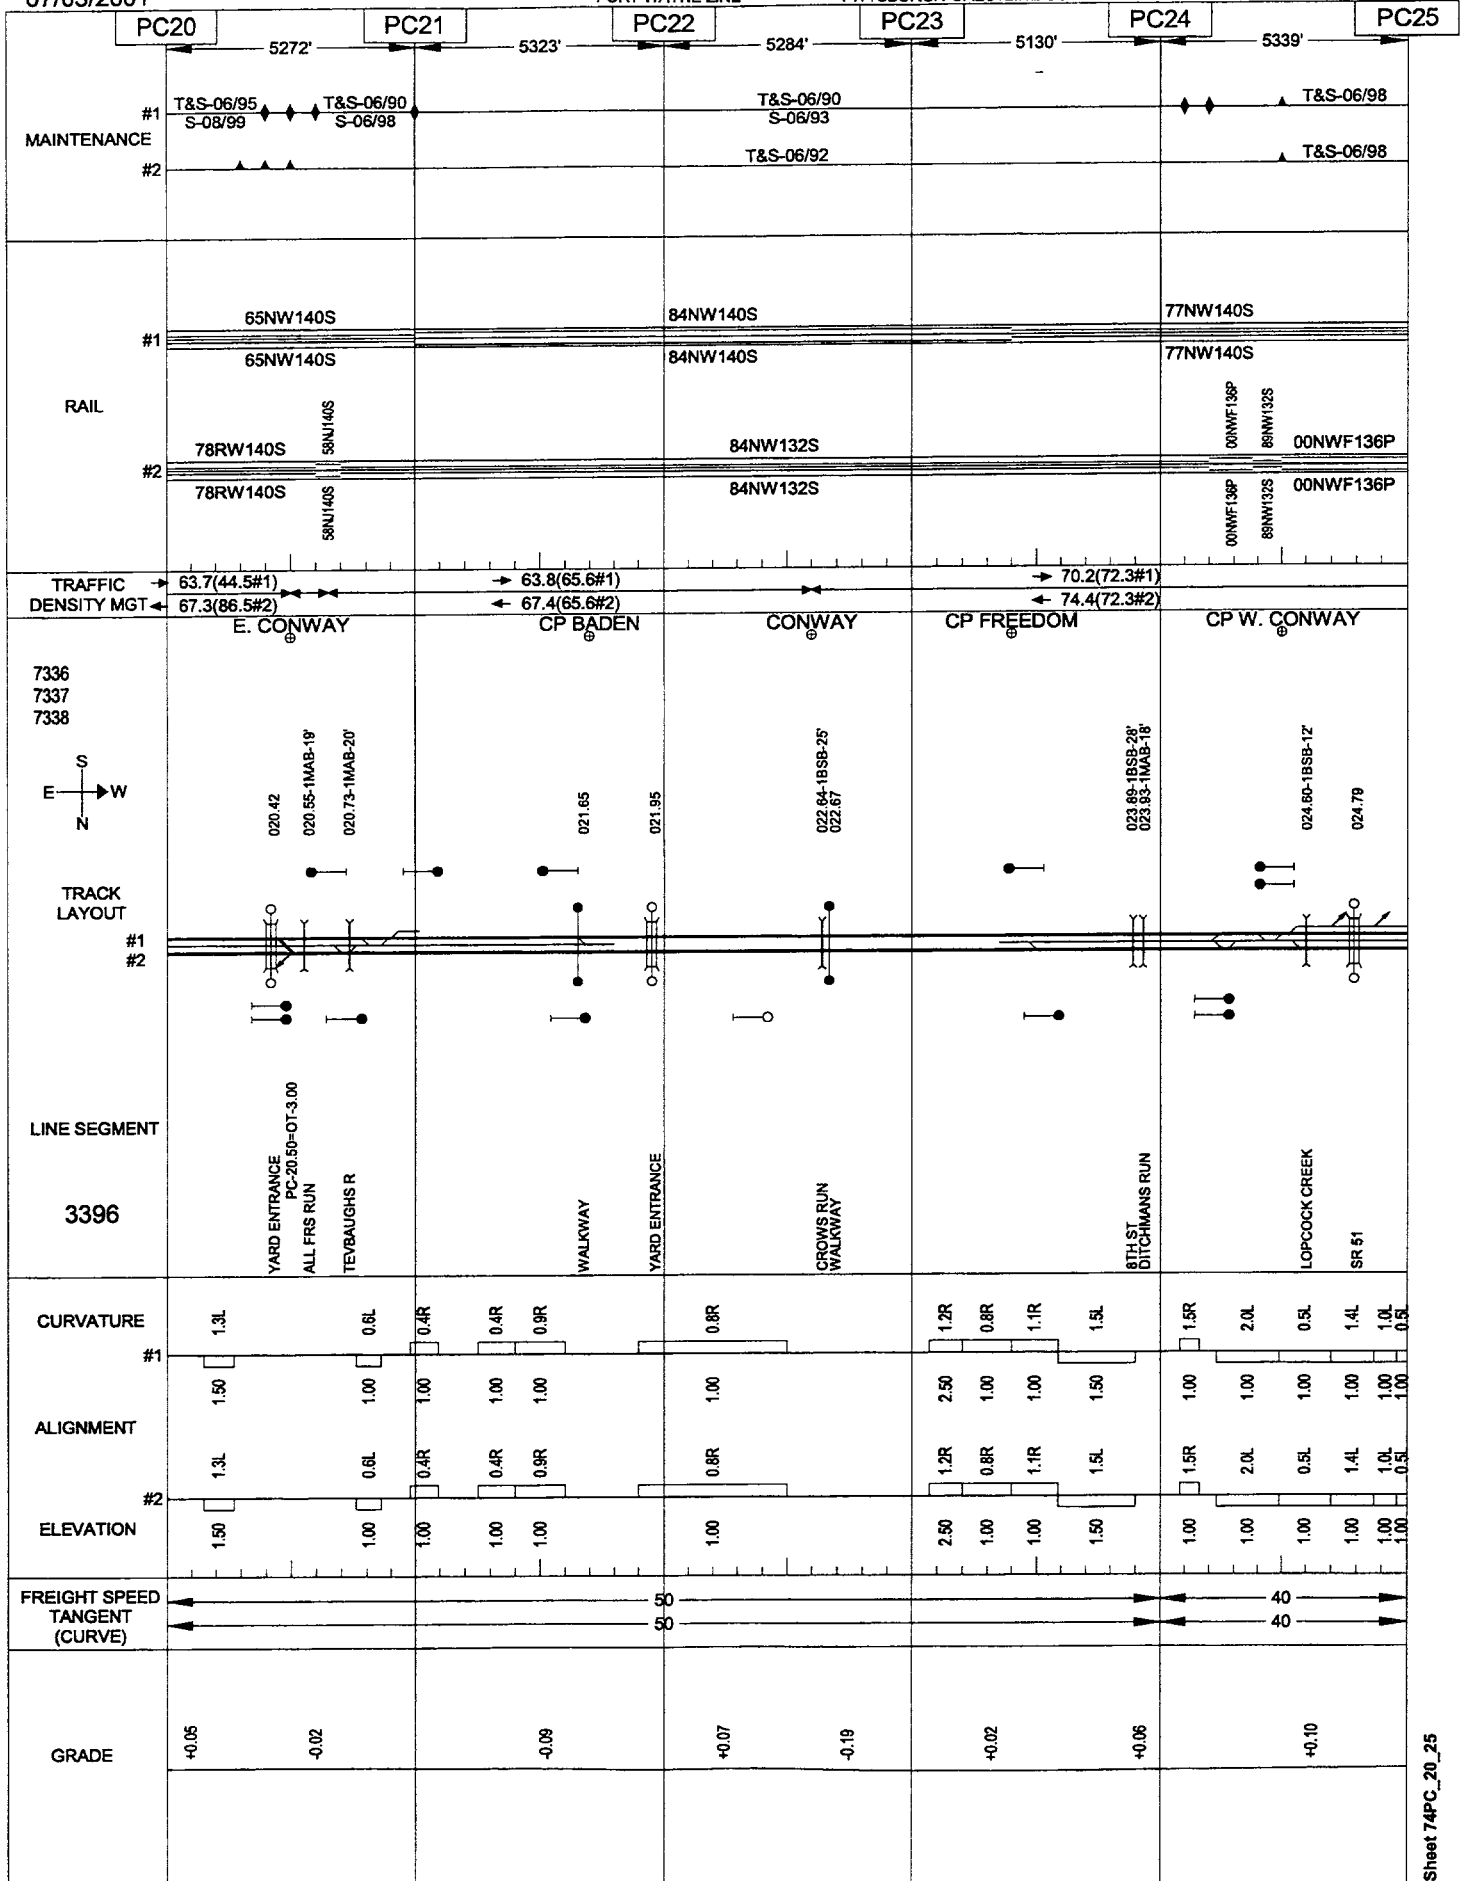 PC20 PC21 PC22 PC23 PC24 PC25
5272' 5323' 5284' 5130' 5339'
MAINTENANCE
#1 T&S-06/95 T&S-06/90 T&S-06/90 T&S-06/98
S-08/99 S-06/98 S-06/93
#2 T&S-06/92 T&S-06/98
RAIL
65NW140S 84NW140S 77NW140S
#1
65NW140S 84NW140S 77NW140S
78RW140S 58NJ140S 84NW132S 00NWF136P 89NW132S 00NWF136P
#2
78RW140S 58NJ140S 84NW132S 00NWF136P 89NW132S 00NWF136P
TRAFFIC 63.7(44.5#1) 63.8(65.6#1) 70.2(72.3#1)
DENSITY MGT 67.3(86.5#2) 67.4(65.6#2) 74.4(72.3#2)
E. CONWAY CP BADEN CONWAY CP FREEDOM CP W. CONWAY
7336
7337
7338
S
E W
N
020.42
020.55-1MAB-19'
020.73-1MAB-20'
021.65
021.95
022.64-1BSB-25'
022.67
023.89-1BSB-28'
023.93-1MAB-18'
024.60-1BSB-12'
024.79
TRACK
LAYOUT
#1
#2
LINE SEGMENT
3396
YARD ENTRANCE
PC-20.50=OT-3.00
ALL FRS RUN
TEVBAUGHS R
WALKWAY
YARD ENTRANCE
CROWS RUN
WALKWAY
8TH ST
DITCHMANS RUN
LOPCOCK CREEK
SR 51
CURVATURE 1.3L 0.6L 0.4R 0.4R 0.9R 0.8R 1.2R 0.8R 1.1R 1.5L 1.5R 2.0L 0.5L 1.4L 1.0L 0.5L
#1
1.50 1.00 1.00 1.00 1.00 1.00 2.50 1.00 1.00 1.50 1.00 1.00 1.00 1.00 1.00 1.00
ALIGNMENT
1.3L 0.6L 0.4R 0.4R 0.9R 0.8R 1.2R 0.8R 1.1R 1.5L 1.5R 2.0L 0.5L 1.4L 1.0L 0.5L
#2
ELEVATION 1.50 1.00 1.00 1.00 1.00 1.00 2.50 1.00 1.00 1.50 1.00 1.00 1.00 1.00 1.00 1.00
FREIGHT SPEED 50 40
TANGENT 50 40
(CURVE)
GRADE +0.05 -0.02 -0.09 +0.07 -0.19 +0.02 +0.06 +0.10
Sheet 74PC_20_25